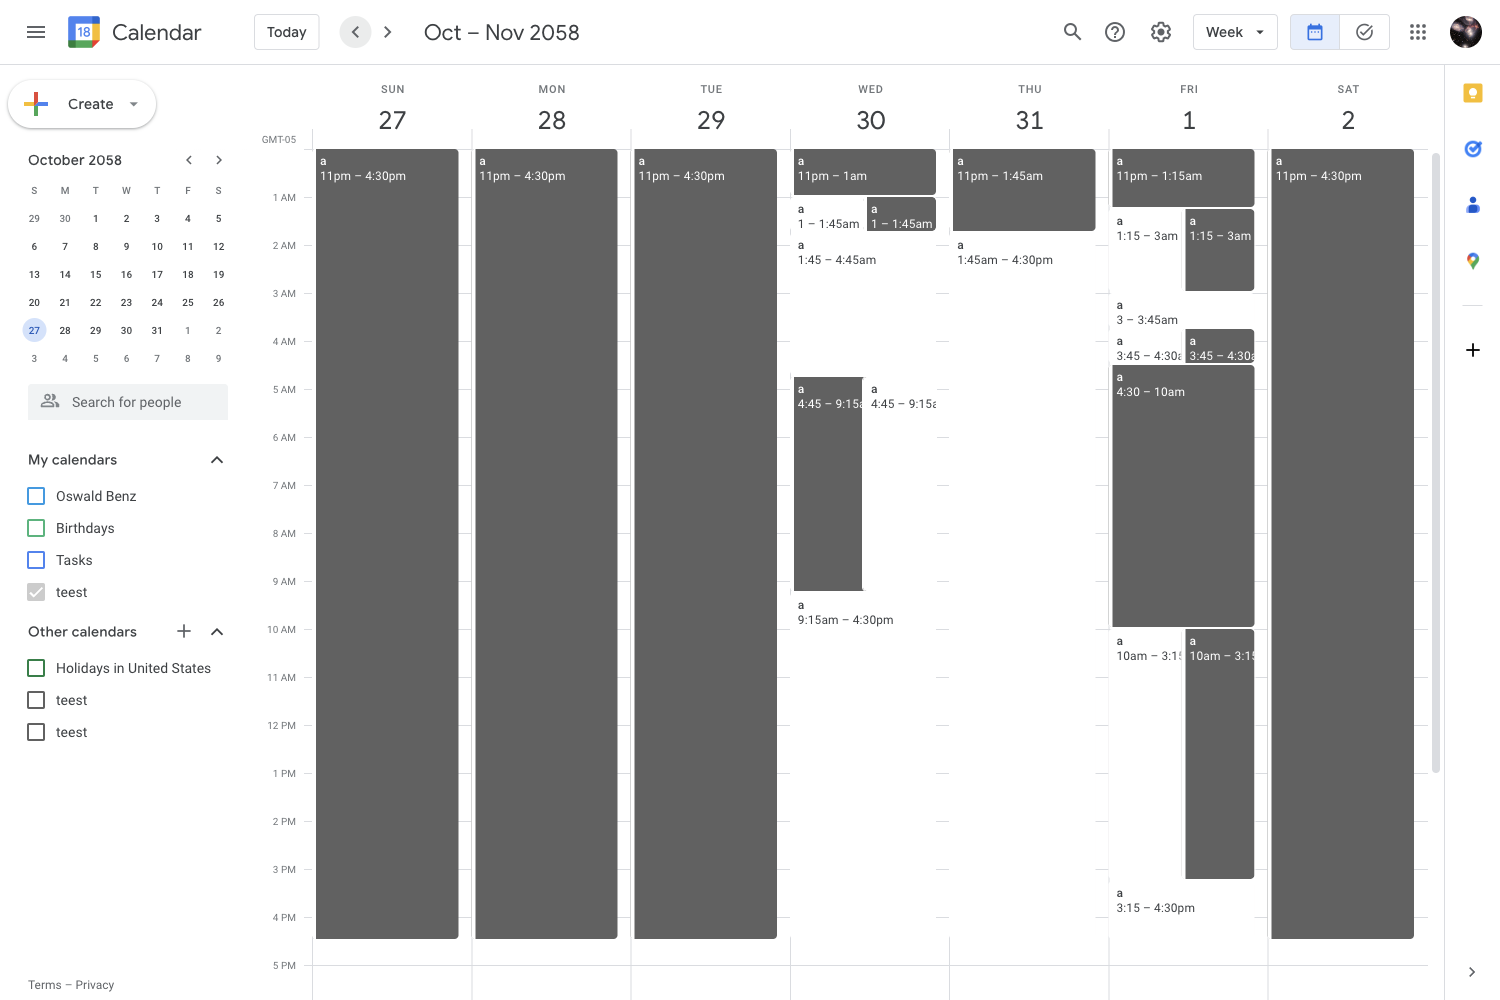 18 Calendar Today Oct – Nov 2058 Week
Create
October 2058
S M T W T F S
29 30 1 2 3 4 5
6 7 8 9 10 11 12
13 14 15 16 17 18 19
20 21 22 23 24 25 26
27 28 29 30 31 1 2
3 4 5 6 7 8 9
Search for people
My calendars
Oswald Benz
Birthdays
Tasks
teest
Other calendars
Holidays in United States
teest
teest
Terms – Privacy
SUN MON TUE WED THU FRI SAT
27 28 29 30 31 1 2
GMT-05
1 AM
2 AM
3 AM
4 AM
5 AM
6 AM
7 AM
8 AM
9 AM
10 AM
11 AM
12 PM
1 PM
2 PM
3 PM
4 PM
5 PM
a
11pm – 4:30pm
a
11pm – 4:30pm
a
11pm – 4:30pm
a
11pm – 1am
a
1 – 1:45am
a
1 – 1:45am
a
1:45 – 4:45am
a
4:45 – 9:15a
a
4:45 – 9:15a
a
9:15am – 4:30pm
a
11pm – 1:45am
a
1:45am – 4:30pm
a
11pm – 1:15am
a
1:15 – 3am
a
1:15 – 3am
a
3 – 3:45am
a
3:45 – 4:30a
a
3:45 – 4:30a
a
4:30 – 10am
a
10am – 3:15
a
10am – 3:15
a
3:15 – 4:30pm
a
11pm – 4:30pm